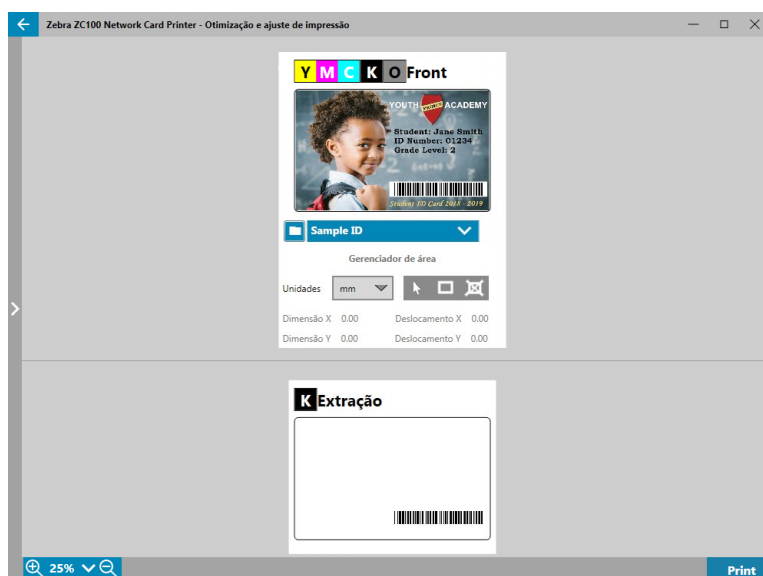 Zebra ZC100 Network Card Printer - Otimização e ajuste de impressão
Y M C K O Front
YOUTH PRINCE ACADEMY
Student: Jane Smith
ID Number: 01234
Grade Level: 2
Student ID Card 2018 - 2019
Sample ID
Gerenciador de área
Unidades mm
Dimensão X 0.00 Deslocamento X 0.00
Dimensão Y 0.00 Deslocamento Y 0.00
K Extração
25%
Print